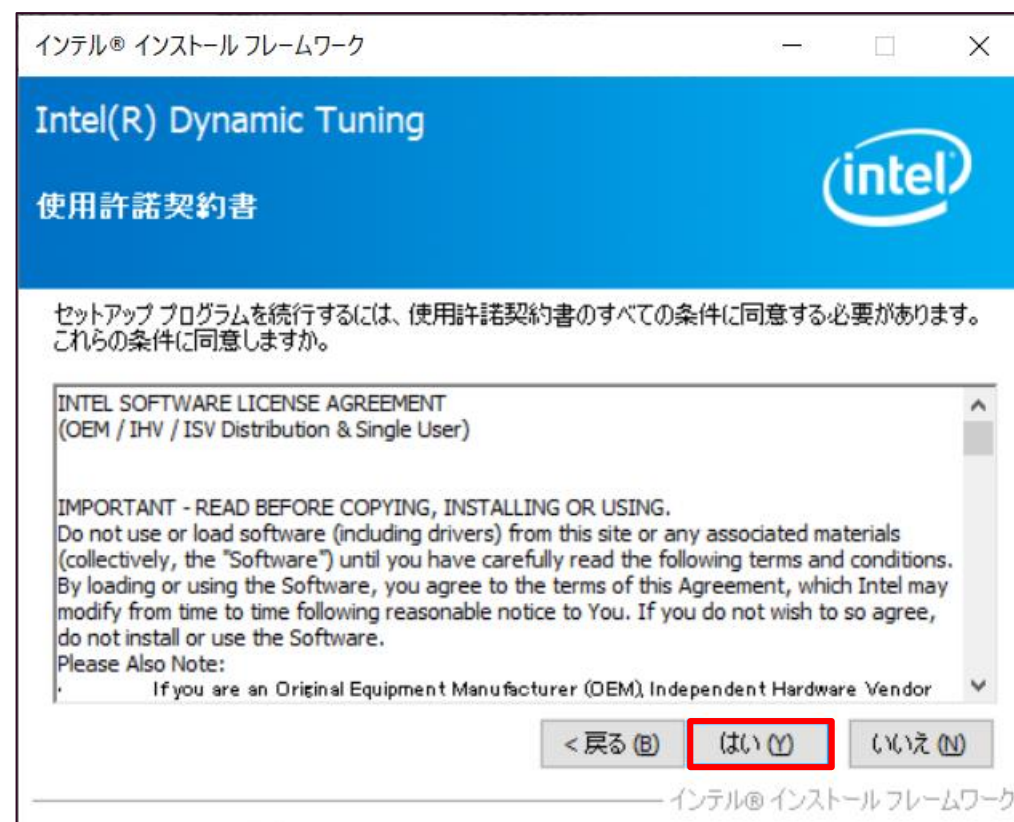 インテル® インストール フレームワーク
Intel(R) Dynamic Tuning
intel
使用許諾契約書
セットアップ プログラムを続行するには、使用許諾契約書のすべての条件に同意する必要があります。
これらの条件に同意しますか。
INTEL SOFTWARE LICENSE AGREEMENT
(OEM / IHV / ISV Distribution & Single User)
IMPORTANT - READ BEFORE COPYING, INSTALLING OR USING.
Do not use or load software (including drivers) from this site or any associated materials
(collectively, the "Software") until you have carefully read the following terms and conditions.
By loading or using the Software, you agree to the terms of this Agreement, which Intel may
modify from time to time following reasonable notice to You. If you do not wish to so agree,
do not install or use the Software.
Please Also Note:
· If you are an Original Equipment Manufacturer (OEM), Independent Hardware Vendor
< 戻る (B) はい (Y) いいえ (N)
インテル® インストール フレームワーク